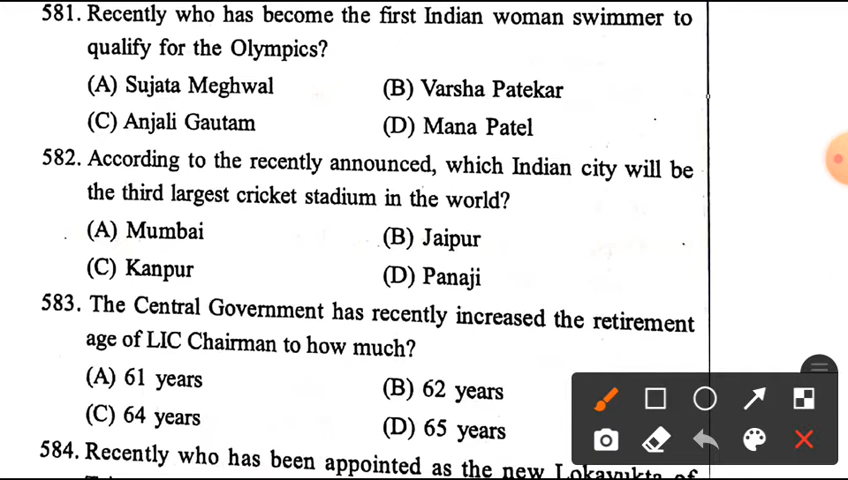 581. Recently who has become the first Indian woman swimmer to
qualify for the Olympics?
(A) Sujata Meghwal (B) Varsha Patekar
(C) Anjali Gautam (D) Mana Patel
582. According to the recently announced, which Indian city will be
the third largest cricket stadium in the world?
(A) Mumbai (B) Jaipur
(C) Kanpur (D) Panaji
583. The Central Government has recently increased the retirement
age of LIC Chairman to how much?
(A) 61 years (B) 62 years
(C) 64 years (D) 65 years
584. Recently who has been appointed as the new Lokayukta of